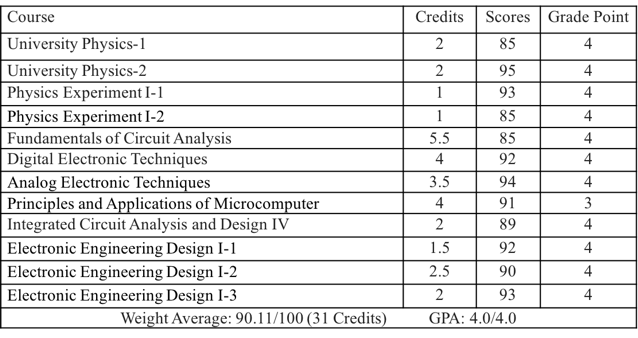 Course Credits Scores Grade Point
University Physics-1 2 85 4
University Physics-2 2 95 4
Physics Experiment I-1 1 93 4
Physics Experiment I-2 1 85 4
Fundamentals of Circuit Analysis 5.5 85 4
Digital Electronic Techniques 4 92 4
Analog Electronic Techniques 3.5 94 4
Principles and Applications of Microcomputer 4 91 3
Integrated Circuit Analysis and Design IV 2 89 4
Electronic Engineering Design I-1 1.5 92 4
Electronic Engineering Design I-2 2.5 90 4
Electronic Engineering Design I-3 2 93 4
Weight Average: 90.11/100 (31 Credits) GPA: 4.0/4.0